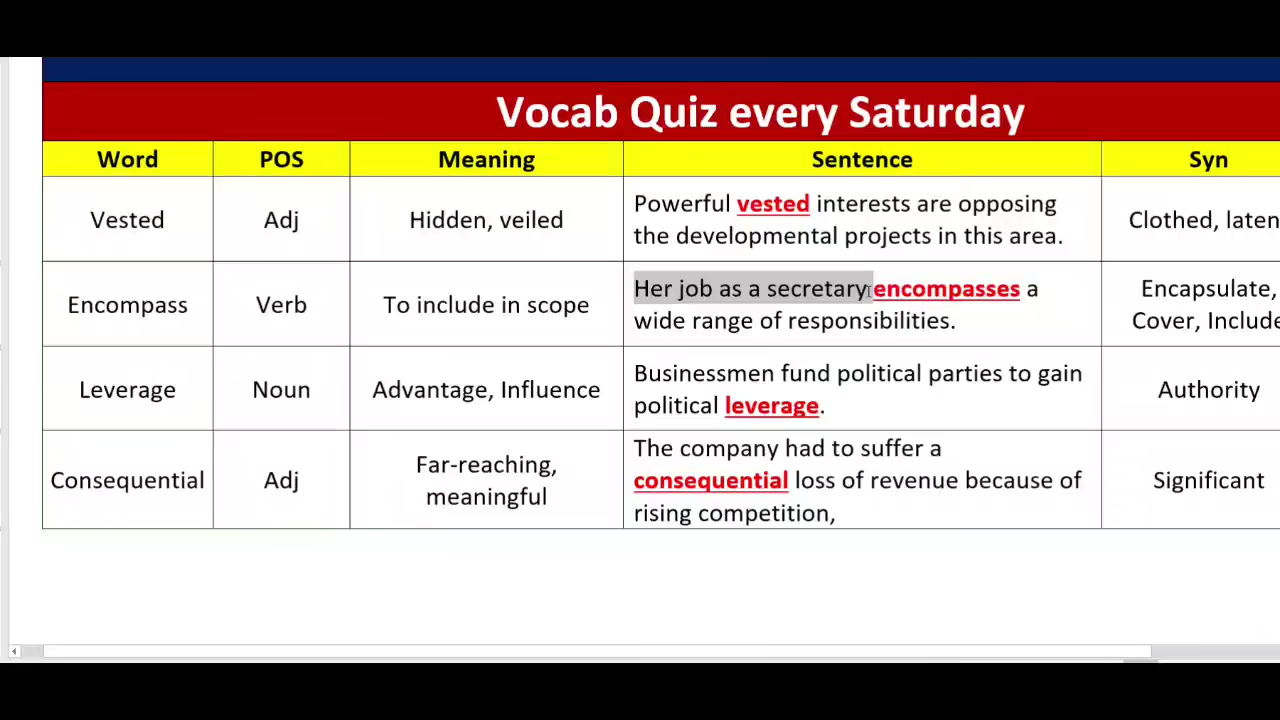 Vocab Quiz every Saturday
Word POS Meaning Sentence Syn
Vested Adj Hidden, veiled Powerful vested interests are opposing
the developmental projects in this area. Clothed, laten
Encompass Verb To include in scope Her job as a secretary encompasses a
wide range of responsibilities. Encapsulate,
Cover, Include
Leverage Noun Advantage, Influence Businessmen fund political parties to gain
political leverage. Authority
Consequential Adj Far-reaching,
meaningful The company had to suffer a
consequential loss of revenue because of
rising competition, Significant